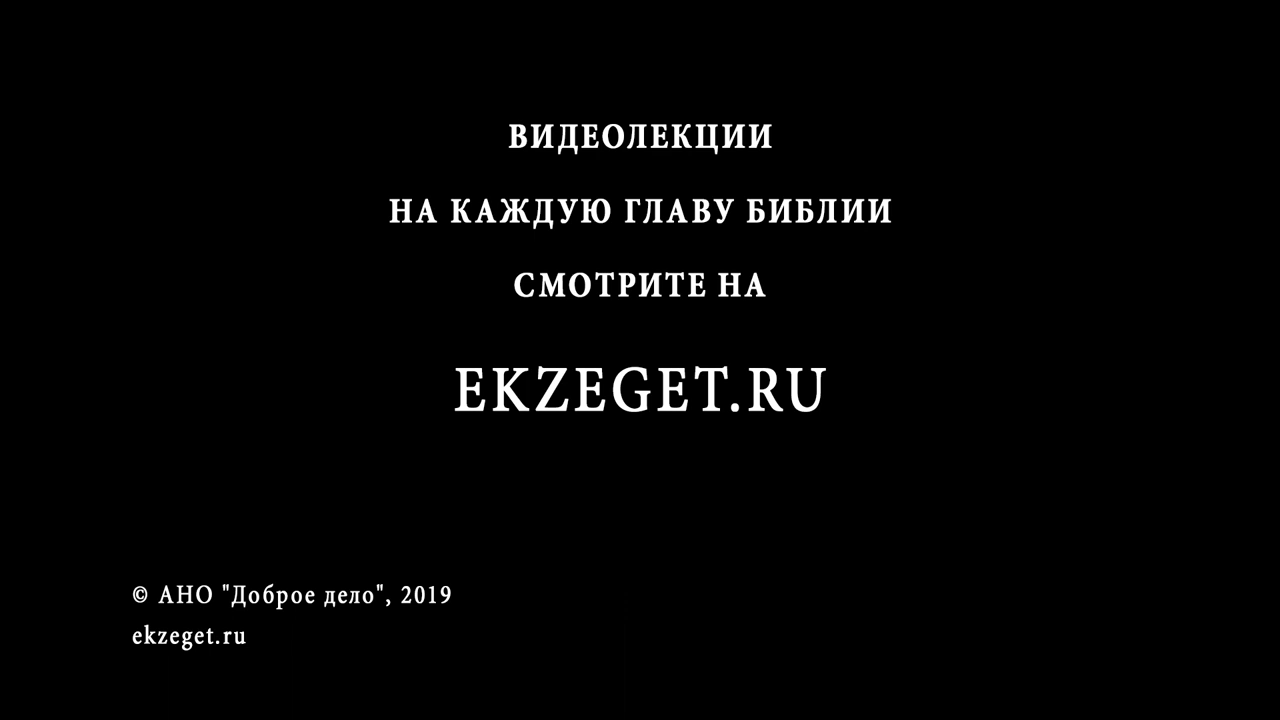 ВИДЕОЛЕКЦИИ
НА КАЖДУЮ ГЛАВУ БИБЛИИ
СМОТРИТЕ НА
EKZEGET.RU
© АНО "Доброе дело", 2019
ekzeget.ru